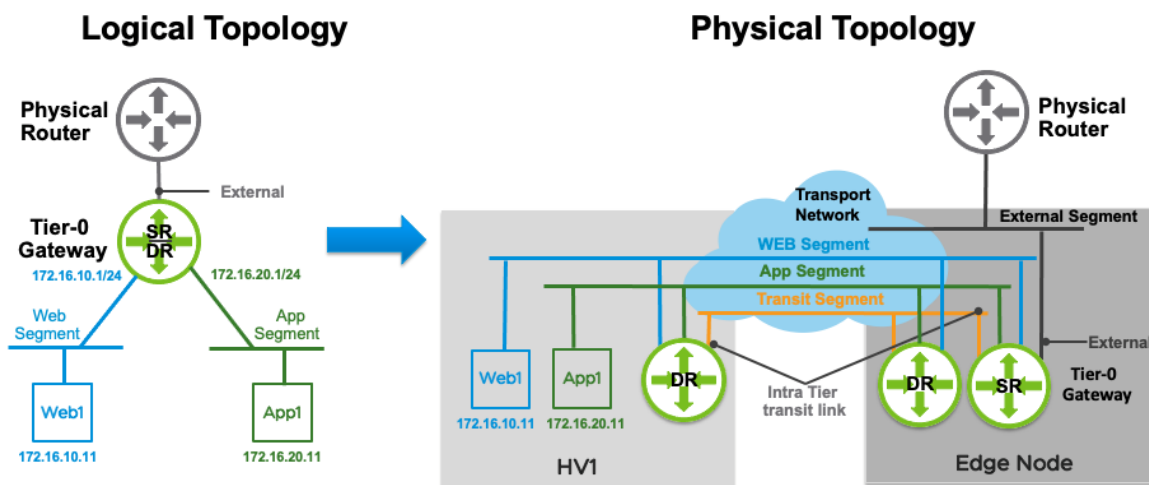 Logical Topology
Physical
Router
External
Tier-0
Gateway
SR
DR
172.16.10.1/24
172.16.20.1/24
Web
Segment
App
Segment
Web1
App1
172.16.10.11
172.16.20.11
Physical Topology
Physical
Router
Transport
Network
External Segment
WEB Segment
App Segment
Transit Segment
External
Web1
App1
DR
DR
SR
Tier-0
Gateway
Intra Tier
transit link
172.16.10.11
172.16.20.11
HV1
Edge Node